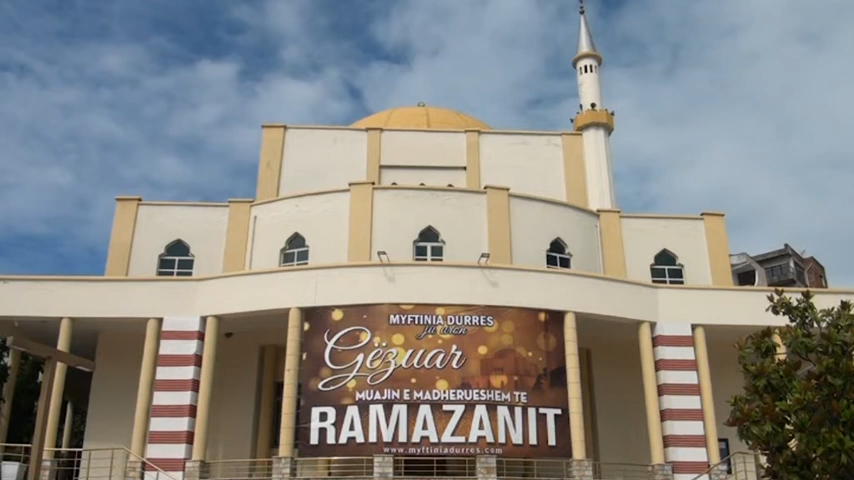 MYFTINIA DURRES
ju uron
Gëzuar
MUAJIN E MADHERUESHEM TE
RAMAZANIT
www.myftiniadurres.com